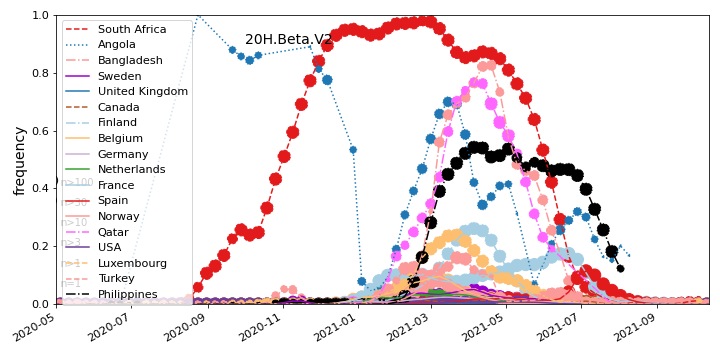 20H.Beta.V2
South Africa
Angola
Bangladesh
Sweden
United Kingdom
Canada
Finland
Belgium
Germany
Netherlands
France
Spain
Norway
Qatar
USA
Luxembourg
Turkey
Philippines
n>100
n>30
n>10
n>3
n>1
n=1
frequency
1.0
0.8
0.6
0.4
0.2
0.0
2020-05
2020-07
2020-09
2020-11
2021-01
2021-03
2021-05
2021-07
2021-09